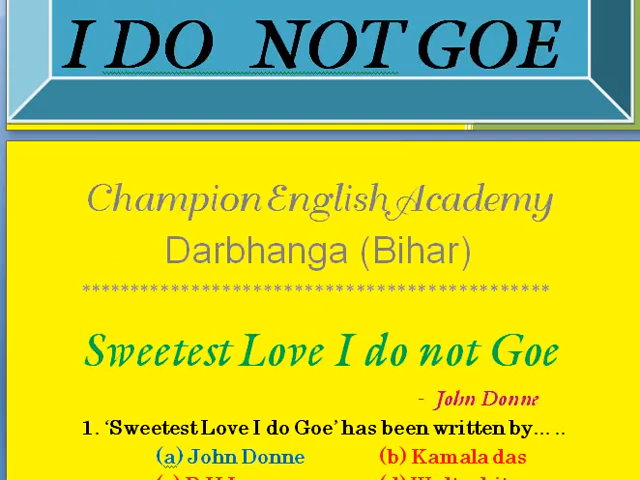 I DO NOT GOE
Champion English Academy
Darbhanga (Bihar)
************************************************
Sweetest Love I do not Goe
- John Donne
1. ‘Sweetest Love I do Goe’ has been written by... ..
(a) John Donne (b) Kamala das